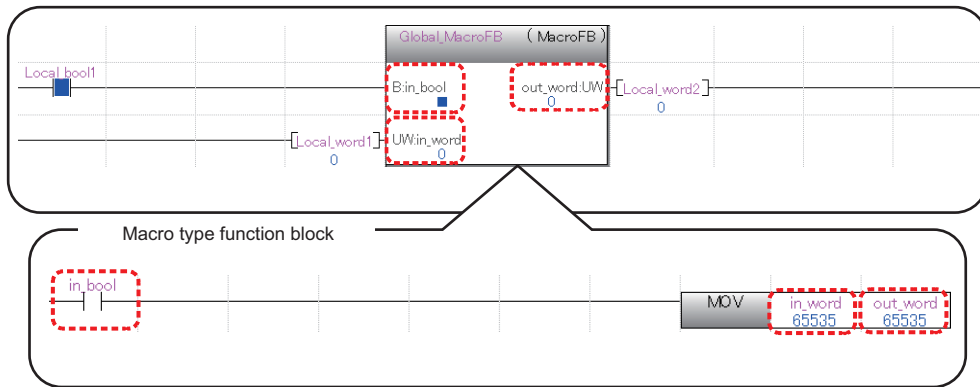 Global_MacroFB (MacroFB)
Local_bool1
B:in_bool out_word:UW [Local_word2]
0 0
[Local_word1] UW:in_word
0 0
Macro type function block
in_bool
MOV in_word out_word
65535 65535